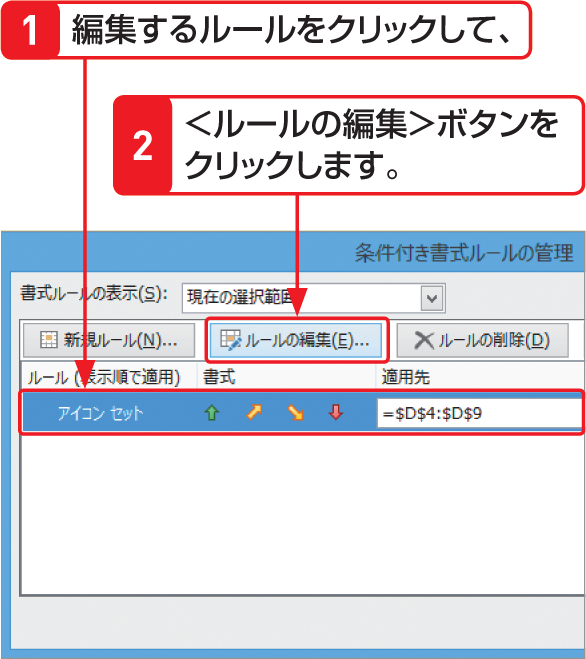 1 編集するルールをクリックして、
2 <ルールの編集>ボタンを
クリックします。
条件付き書式ルールの管理
書式ルールの表示(S): 現在の選択範囲
新規ルール(N)... ルールの編集(E)... ルールの削除(D)
ルール (表示順で適用) 書式 適用先
アイコン セット =$D$4:$D$9